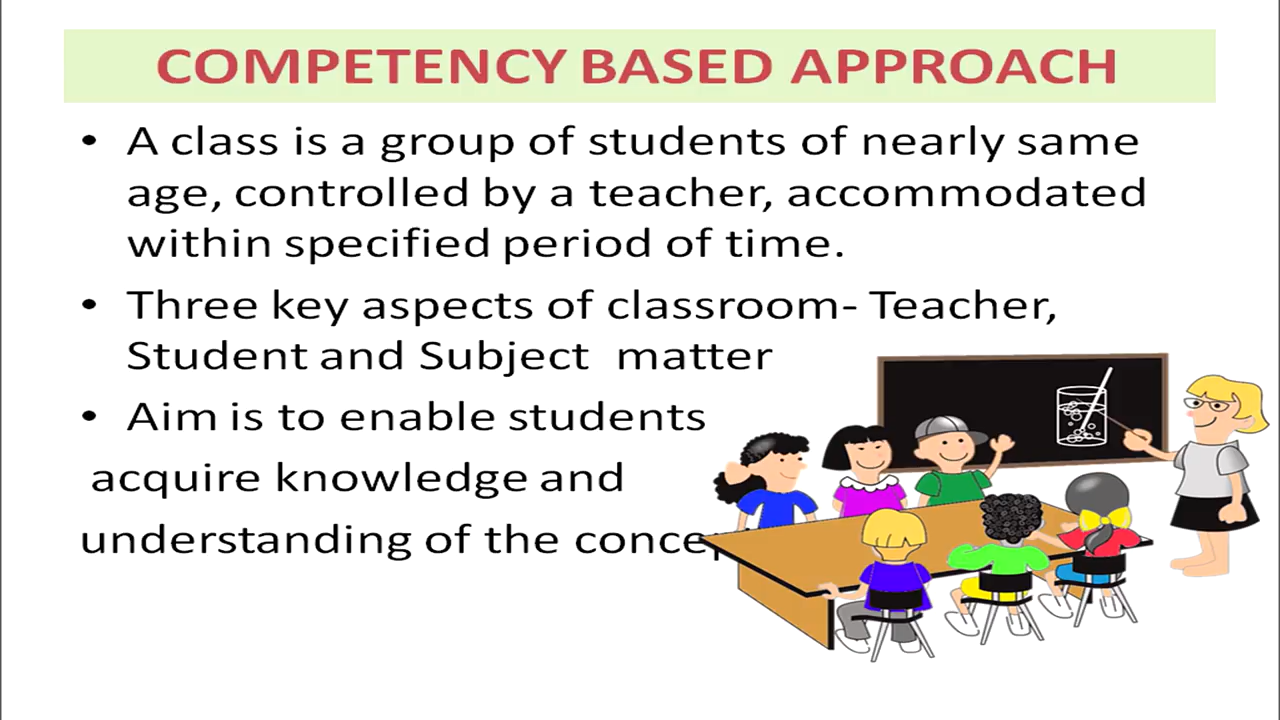 COMPETENCY BASED APPROACH
• A class is a group of students of nearly same
age, controlled by a teacher, accommodated
within specified period of time.
• Three key aspects of classroom- Teacher,
Student and Subject matter
• Aim is to enable students
acquire knowledge and
understanding of the